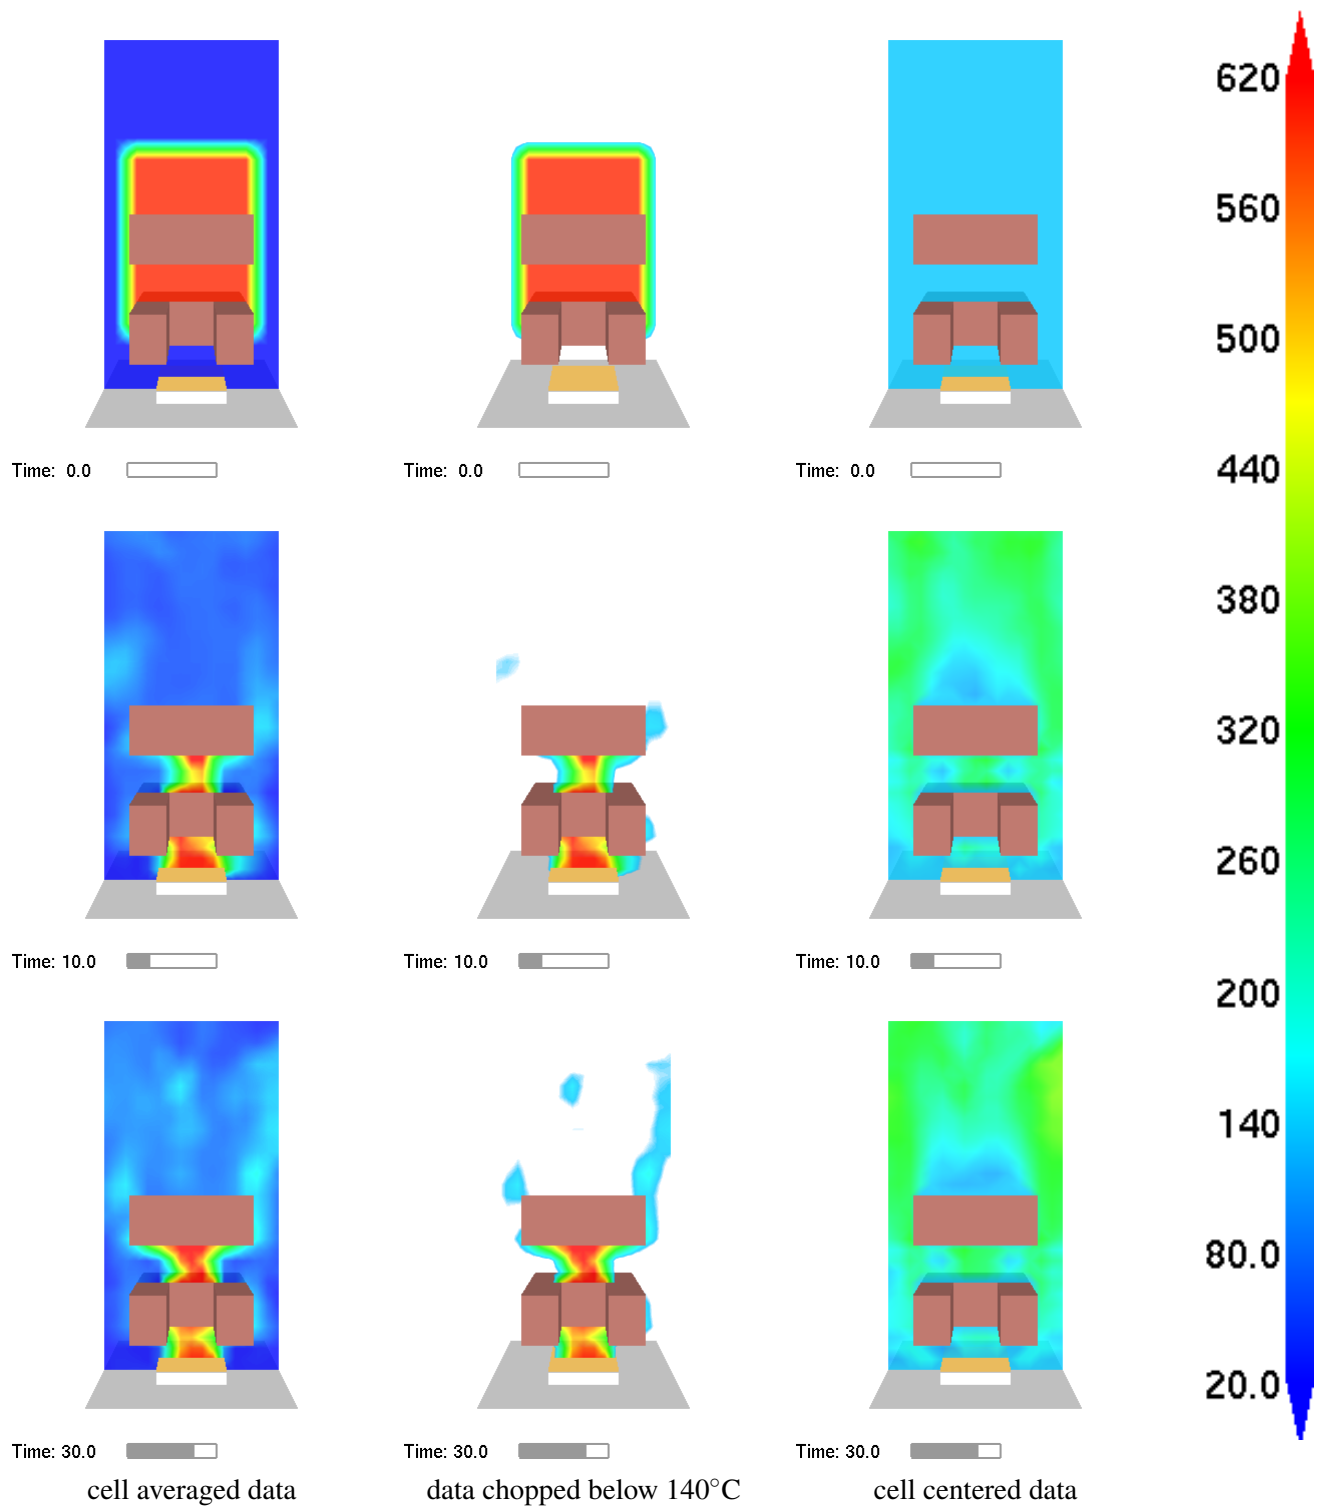 620
560
500
440
380
320
260
200
140
80.0
20.0
Time: 0.0
Time: 0.0
Time: 0.0
Time: 10.0
Time: 10.0
Time: 10.0
Time: 30.0
Time: 30.0
Time: 30.0
cell averaged data
data chopped below 140°C
cell centered data